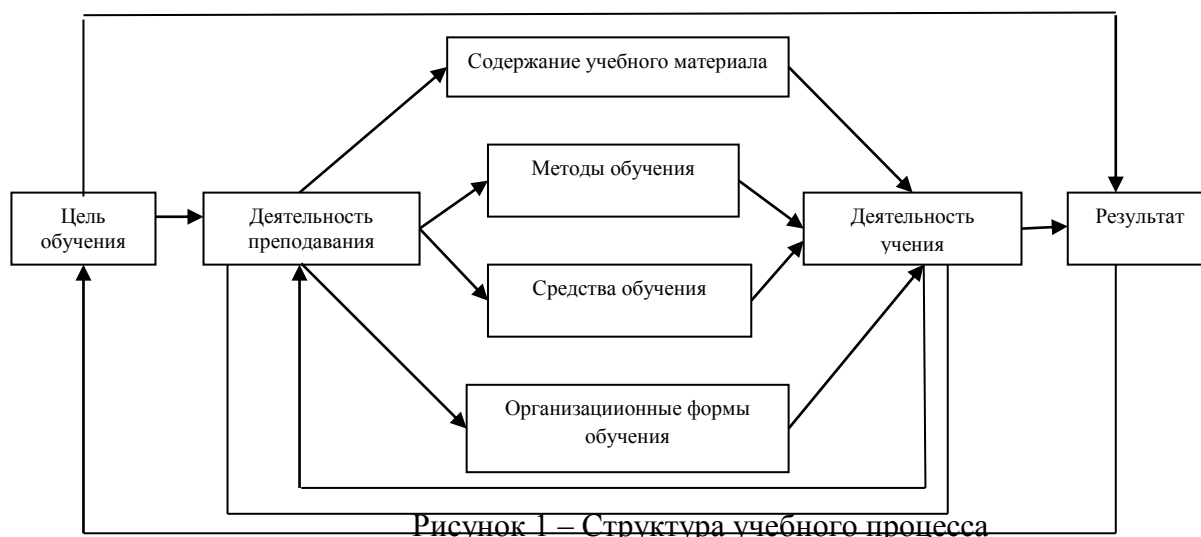 Содержание учебного материала
Методы обучения
Цель
обучения
Деятельность
преподавания
Деятельность
учения
Результат
Средства обучения
Организациионные формы
обучения
Рисунок 1 – Структура учебного процесса